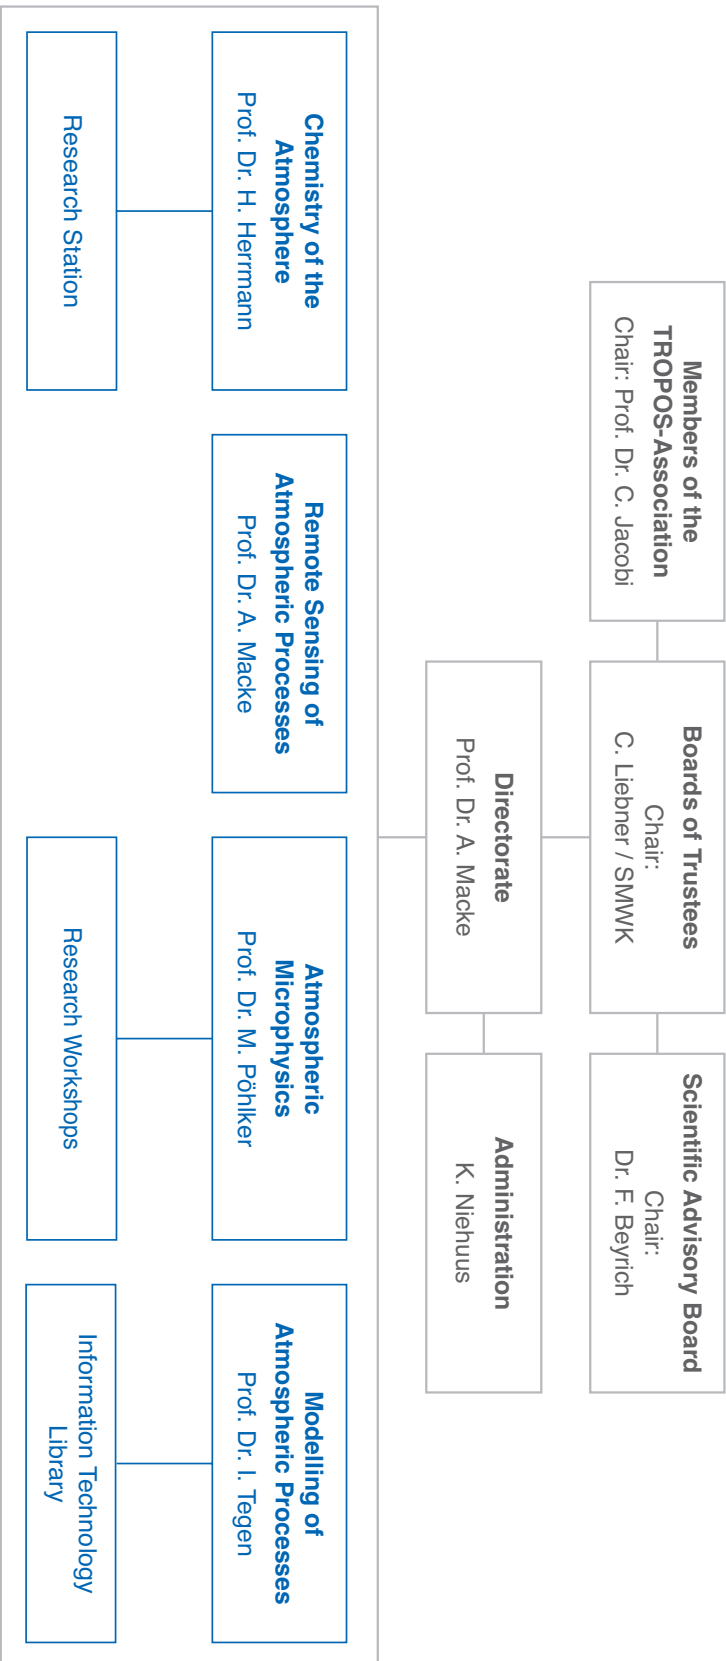 Members of the
TROPOS-Association
Chair: Prof. Dr. C. Jacobi
Boards of Trustees
Chair:
C. Liebner / SMWK
Scientific Advisory Board
Chair:
Dr. F. Beyrich
Directorate
Prof. Dr. A. Macke
Administration
K. Niehuus
Chemistry of the
Atmosphere
Prof. Dr. H. Herrmann
Remote Sensing of
Atmospheric Processes
Prof. Dr. A. Macke
Atmospheric
Microphysics
Prof. Dr. M. Pöhlker
Modelling of
Atmospheric Processes
Prof. Dr. I. Tegen
Research Station
Research Workshops
Information Technology
Library